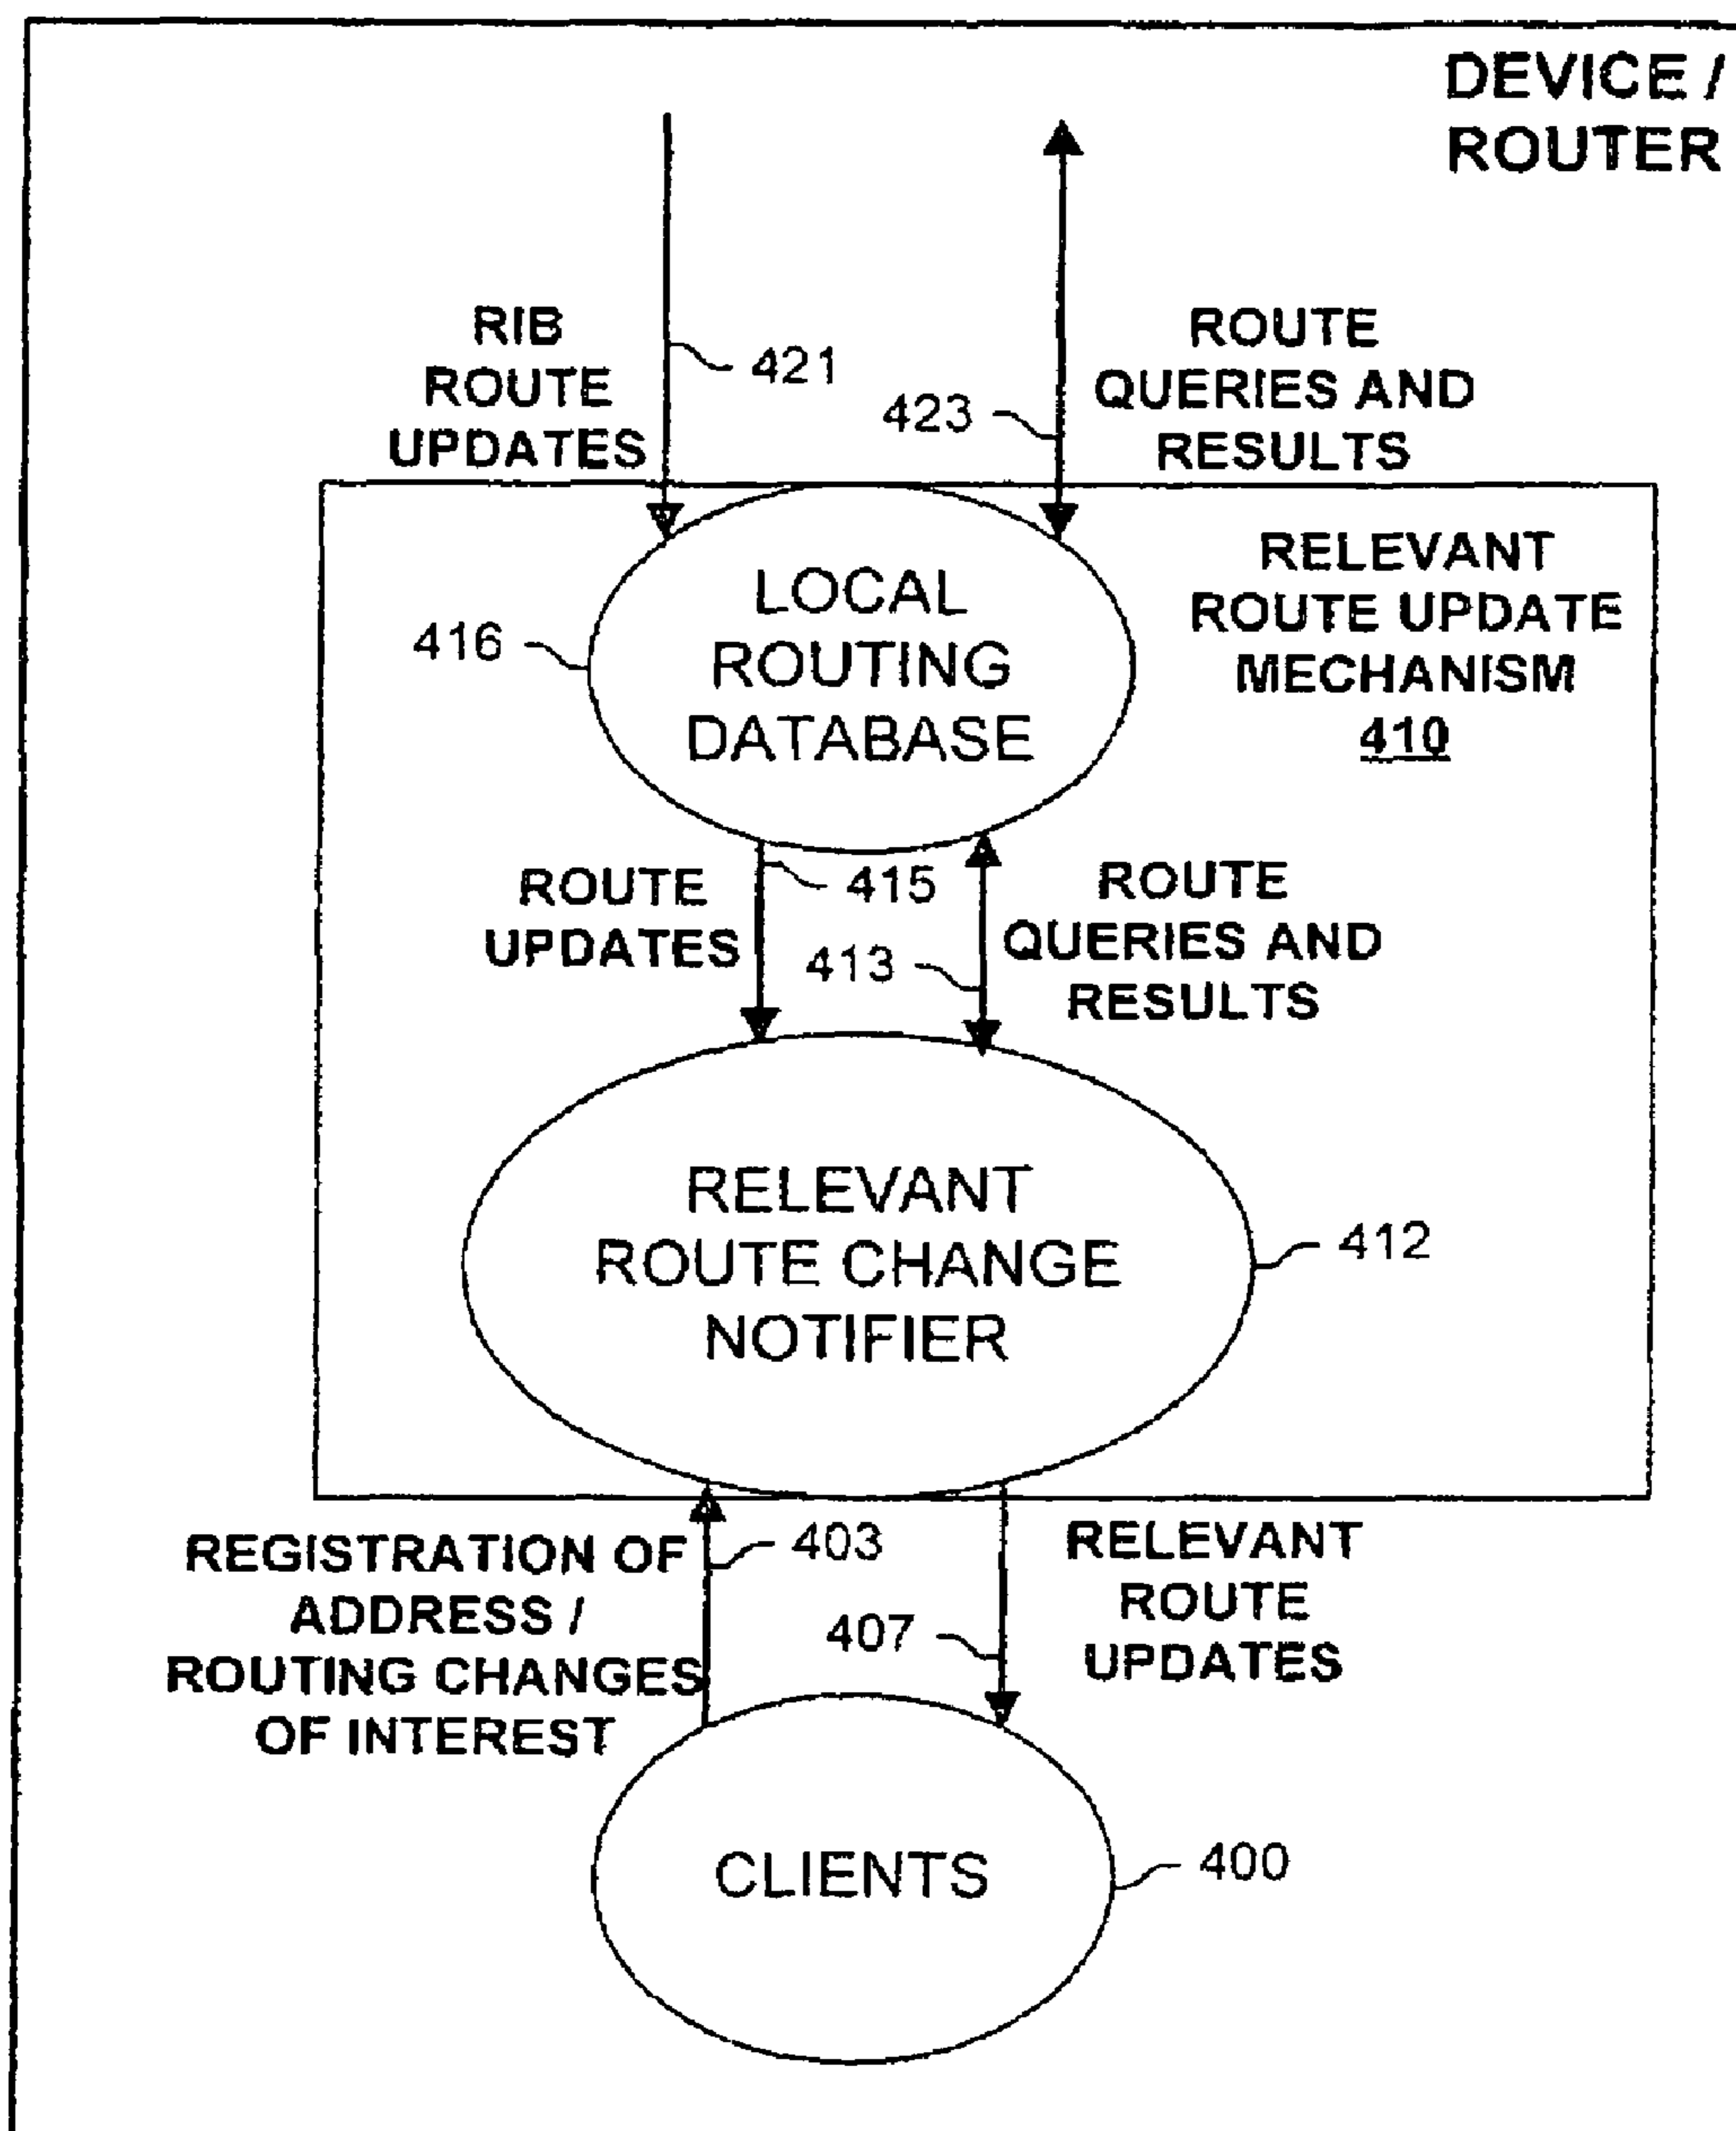 DEVICE /
ROUTER
RIB
ROUTE
UPDATES
421
423
ROUTE
QUERIES AND
RESULTS
RELEVANT
ROUTE UPDATE
MECHANISM
410
LOCAL
ROUTING
DATABASE
416
ROUTE
UPDATES
415
413
ROUTE
QUERIES AND
RESULTS
RELEVANT
ROUTE CHANGE
NOTIFIER
412
REGISTRATION OF
ADDRESS /
ROUTING CHANGES
OF INTEREST
403
407
RELEVANT
ROUTE
UPDATES
CLIENTS
400